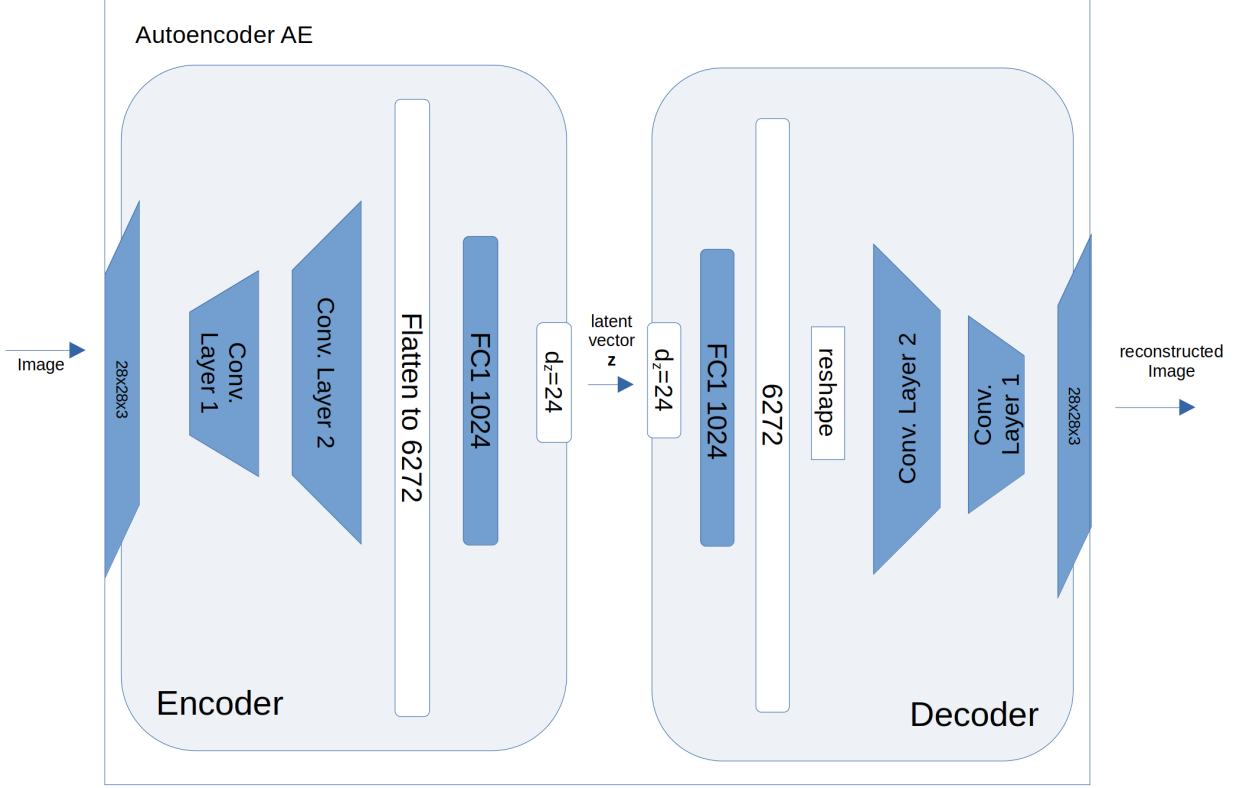 Autoencoder AE
Image
28x28x3
Conv.
Layer 1
Conv. Layer 2
Flatten to 6272
FC1 1024
dz=24
Encoder
latent
vector
z
dz=24
FC1 1024
6272
reshape
Conv. Layer 2
Conv.
Layer 1
28x28x3
Decoder
reconstructed
Image